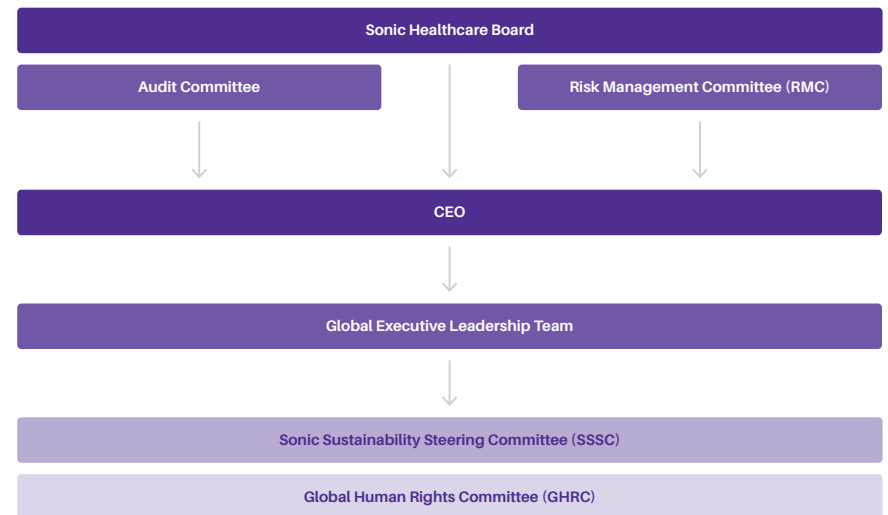 Sonic Healthcare Board
Audit Committee
Risk Management Committee (RMC)
CEO
Global Executive Leadership Team
Sonic Sustainability Steering Committee (SSSC)
Global Human Rights Committee (GHRC)